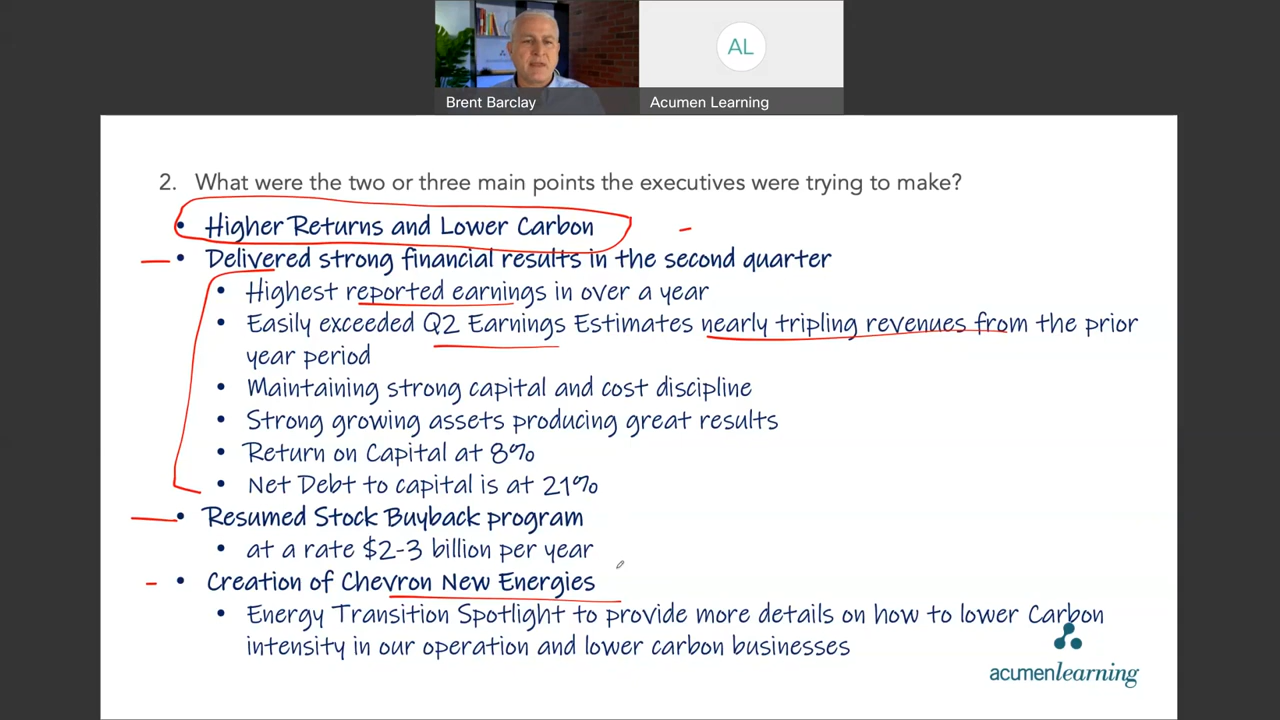 AL
Brent Barclay
Acumen Learning
2. What were the two or three main points the executives were trying to make?
• Higher Returns and Lower Carbon
• Delivered strong financial results in the second quarter
• Highest reported earnings in over a year
• Easily exceeded Q2 Earnings Estimates nearly tripling revenues from the prior
year period
• Maintaining strong capital and cost discipline
• Strong growing assets producing great results
• Return on Capital at 8%
• Net Debt to capital is at 21%
• Resumed Stock Buyback program
• at a rate $2-3 billion per year
• Creation of Chevron New Energies
• Energy Transition Spotlight to provide more details on how to lower Carbon
intensity in our operation and lower carbon businesses
acumenlearning